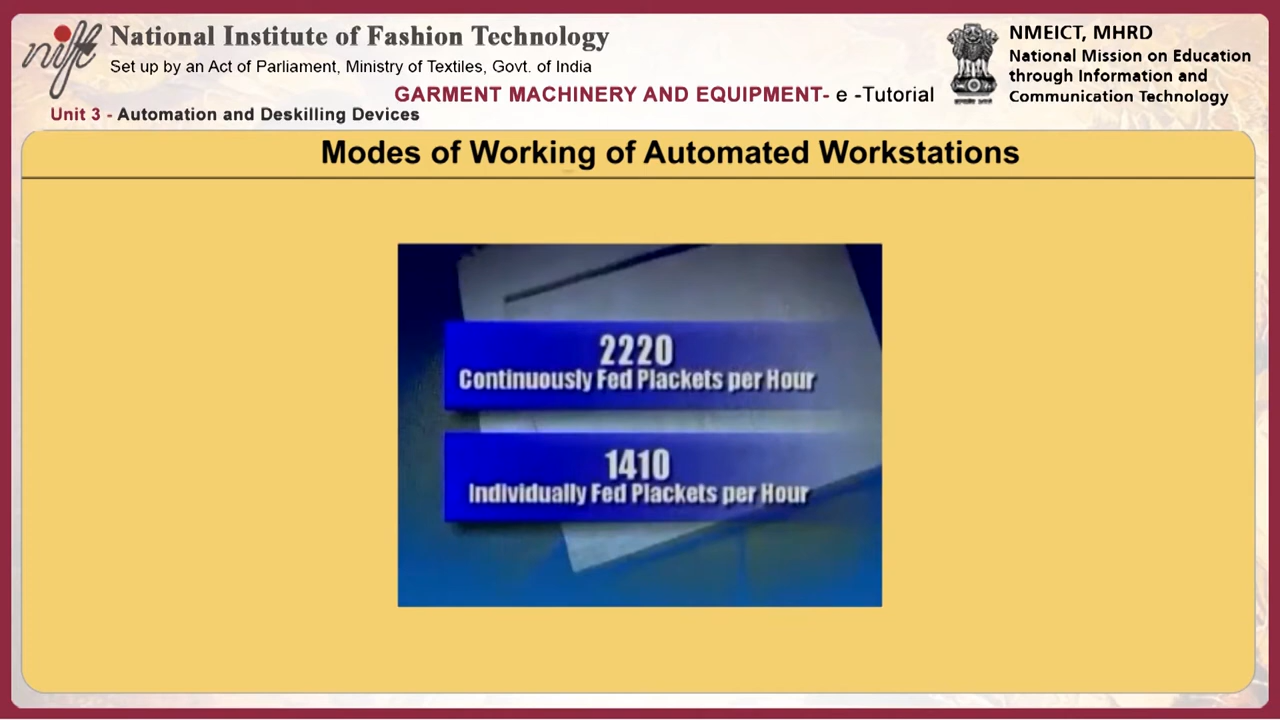 nift
National Institute of Fashion Technology
Set up by an Act of Parliament, Ministry of Textiles, Govt. of India
GARMENT MACHINERY AND EQUIPMENT- e -Tutorial
Unit 3 - Automation and Deskilling Devices
NMEICT, MHRD
National Mission on Education
through Information and
Communication Technology
Modes of Working of Automated Workstations
2220
Continuously Fed Plackets per Hour
1410
Individually Fed Plackets per Hour